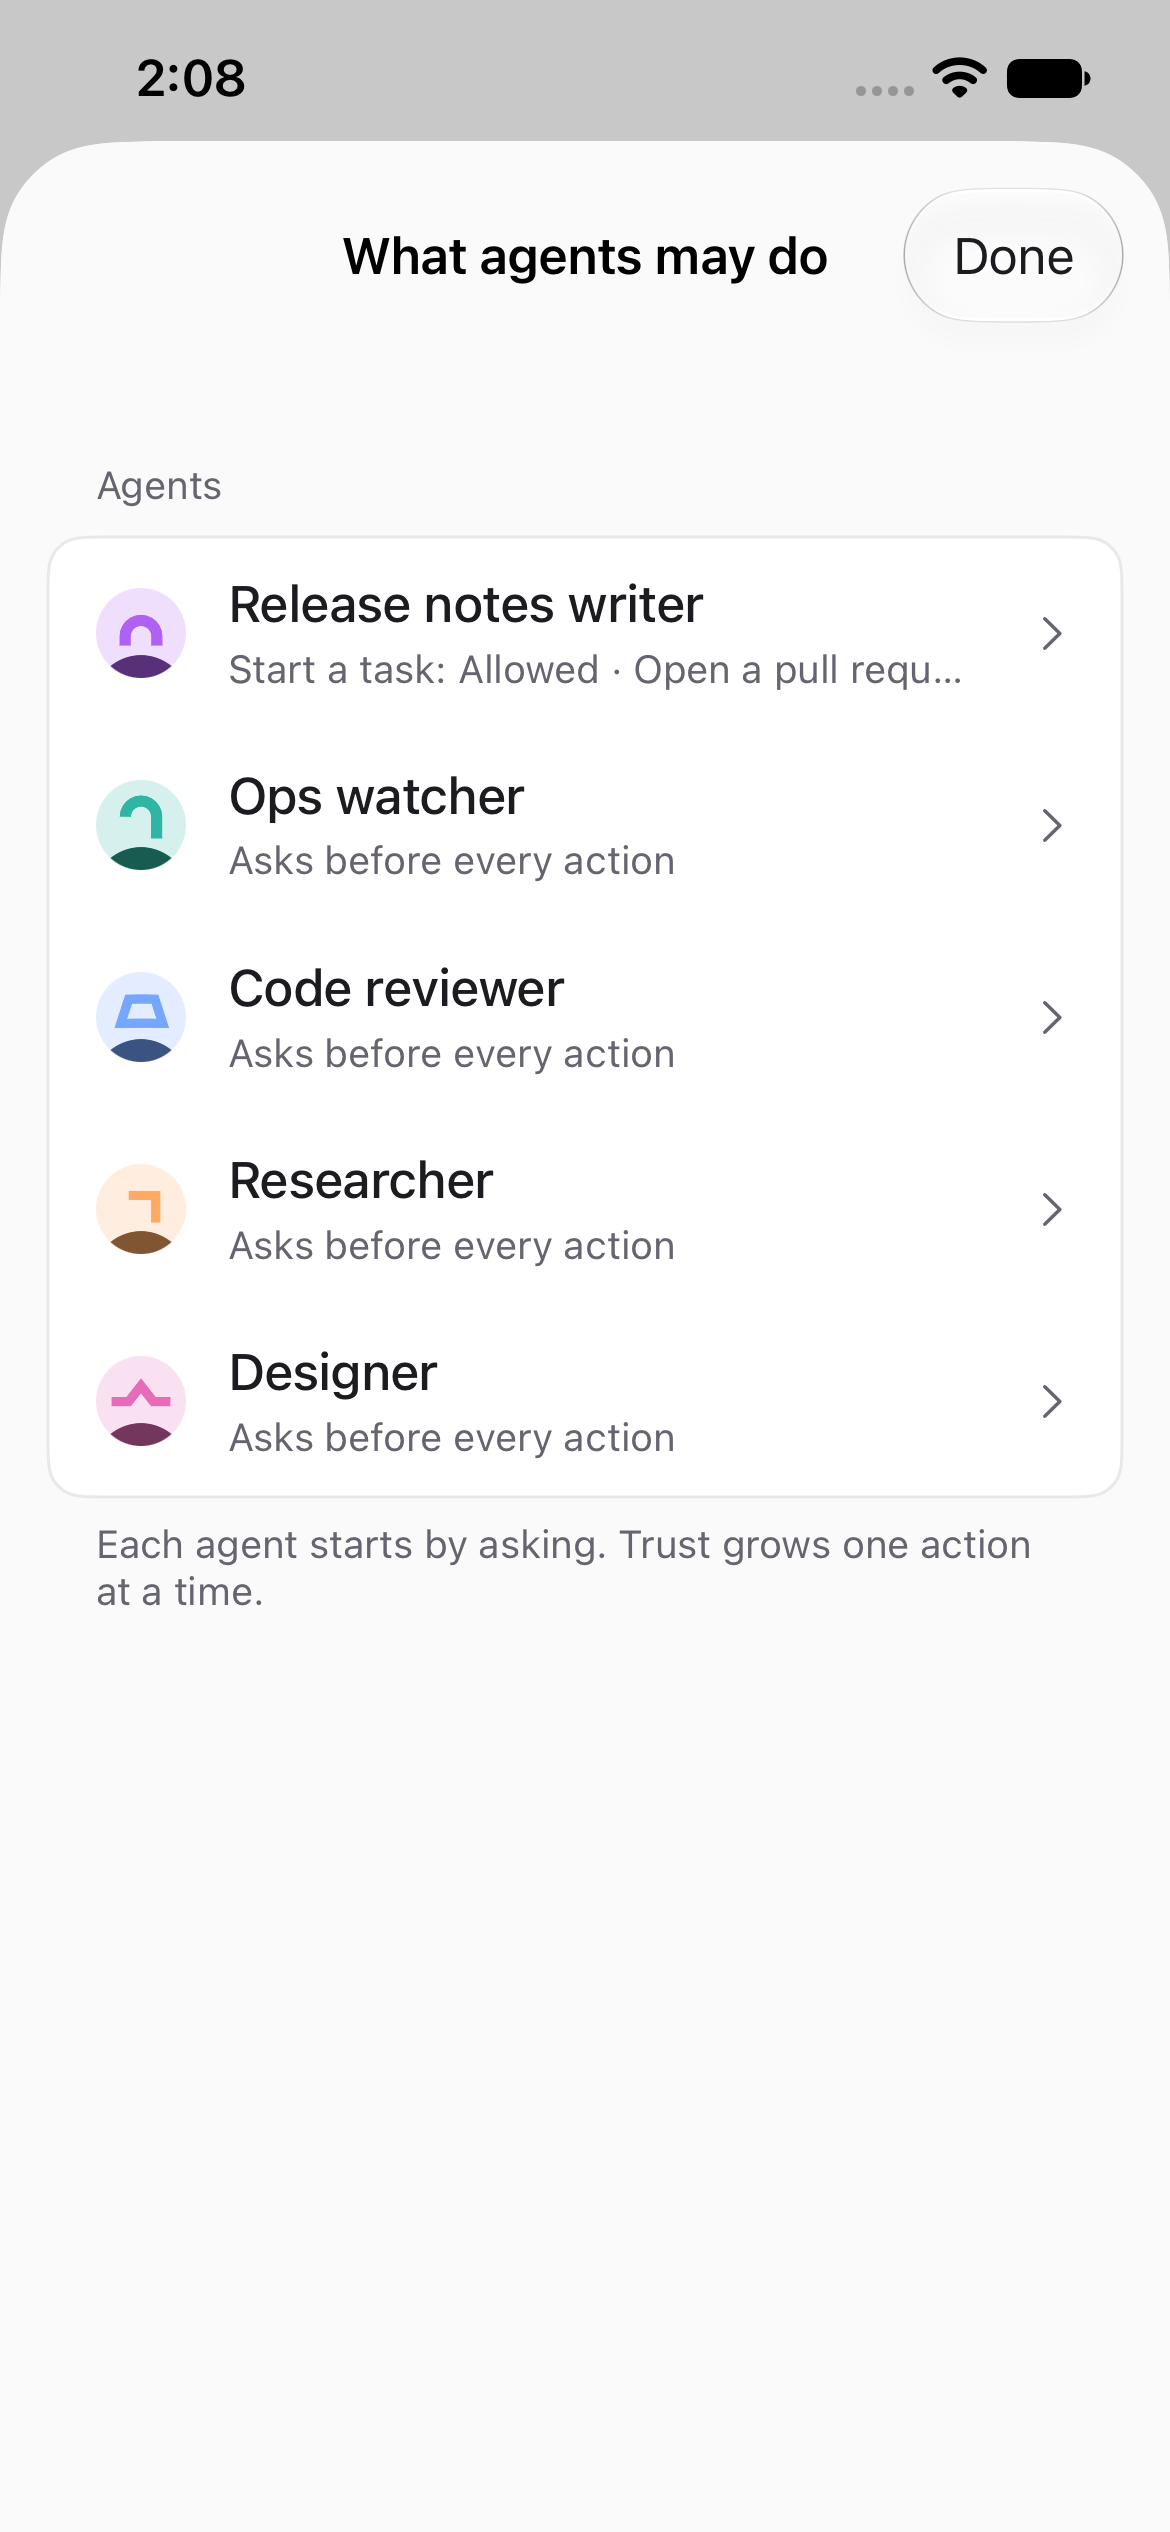 2:08
What agents may do
Done
Agents
Release notes writer
Start a task: Allowed · Open a pull requ...
Ops watcher
Asks before every action
Code reviewer
Asks before every action
Researcher
Asks before every action
Designer
Asks before every action
Each agent starts by asking. Trust grows one action
at a time.